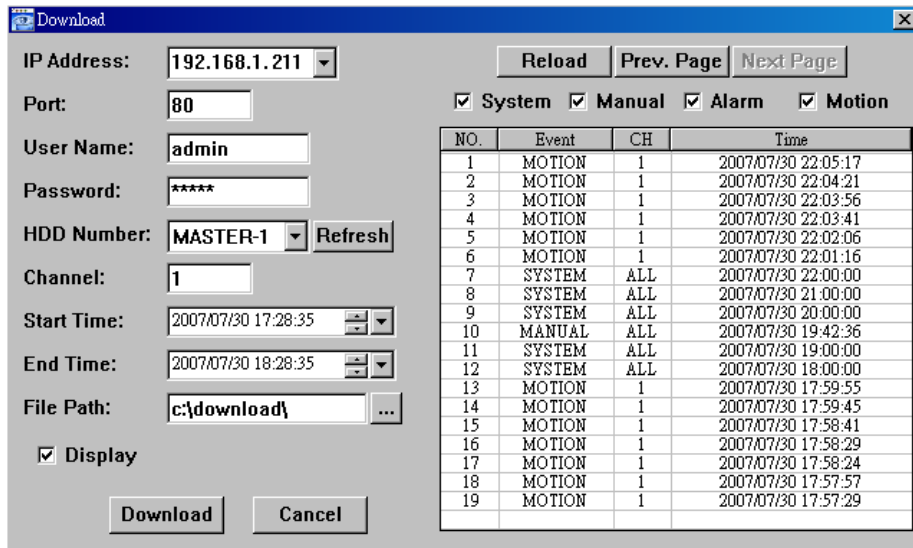 Download
IP Address: 192.168.1.211
Port: 80
User Name: admin
Password: *****
HDD Number: MASTER-1 Refresh
Channel: 1
Start Time: 2007/07/30 17:28:35
End Time: 2007/07/30 18:28:35
File Path: c:\download\ ...
Display
Download Cancel
Reload Prev. Page Next Page
System Manual Alarm Motion
NO. Event CH Time
1 MOTION 1 2007/07/30 22:05:17
2 MOTION 1 2007/07/30 22:04:21
3 MOTION 1 2007/07/30 22:03:56
4 MOTION 1 2007/07/30 22:03:41
5 MOTION 1 2007/07/30 22:02:06
6 MOTION 1 2007/07/30 22:01:16
7 SYSTEM ALL 2007/07/30 22:00:00
8 SYSTEM ALL 2007/07/30 21:00:00
9 SYSTEM ALL 2007/07/30 20:00:00
10 MANUAL ALL 2007/07/30 19:42:36
11 SYSTEM ALL 2007/07/30 19:00:00
12 SYSTEM ALL 2007/07/30 18:00:00
13 MOTION 1 2007/07/30 17:59:55
14 MOTION 1 2007/07/30 17:59:45
15 MOTION 1 2007/07/30 17:58:41
16 MOTION 1 2007/07/30 17:58:29
17 MOTION 1 2007/07/30 17:58:24
18 MOTION 1 2007/07/30 17:57:57
19 MOTION 1 2007/07/30 17:57:29